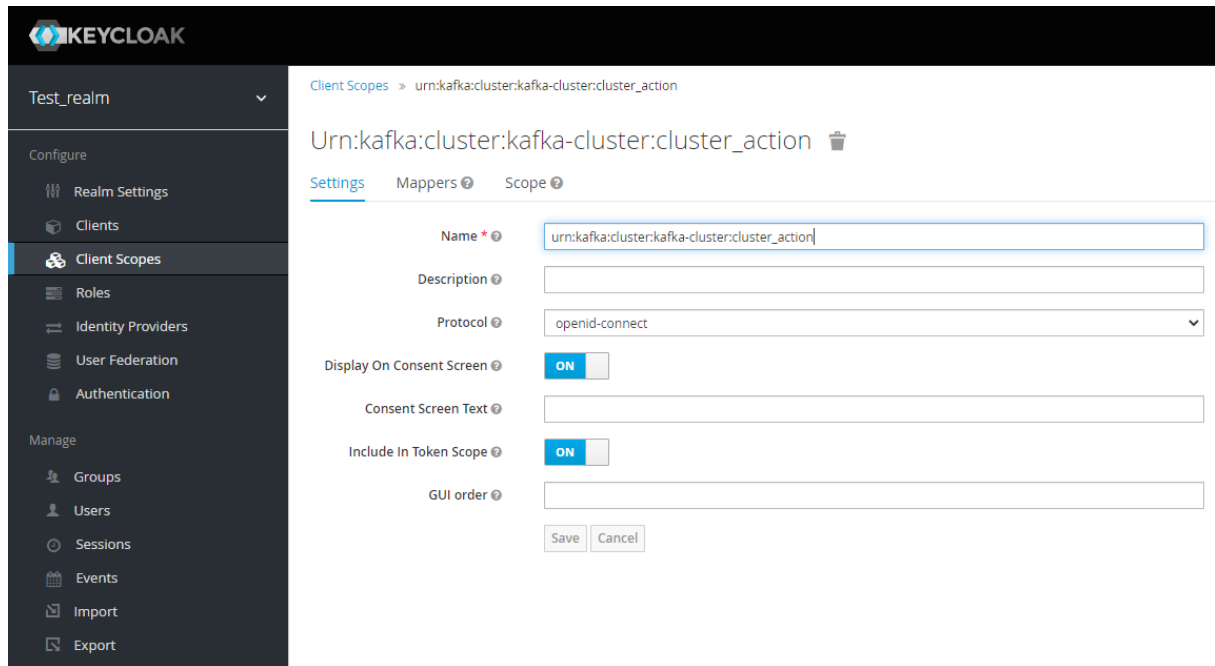 KEYCLOAK
Test_realm
Configure
Realm Settings
Clients
Client Scopes
Roles
Identity Providers
User Federation
Authentication
Manage
Groups
Users
Sessions
Events
Import
Export
Client Scopes » urn:kafka:cluster:kafka-cluster:cluster_action
Urn:kafka:cluster:kafka-cluster:cluster_action
Settings Mappers Scope
Name * urn:kafka:cluster:kafka-cluster:cluster_action
Description
Protocol openid-connect
Display On Consent Screen ON
Consent Screen Text
Include In Token Scope ON
GUI order
Save Cancel